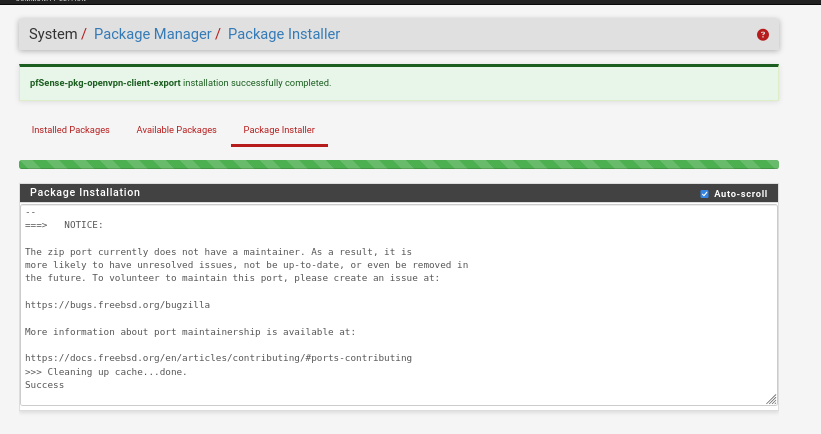 System / Package Manager / Package Installer
pfSense-pkg-openvpn-client-export installation successfully completed.
Installed Packages Available Packages Package Installer
Package Installation Auto-scroll
--
===>   NOTICE:
The zip port currently does not have a maintainer. As a result, it is
more likely to have unresolved issues, not be up-to-date, or even be removed in
the future. To volunteer to maintain this port, please create an issue at:
https://bugs.freebsd.org/bugzilla
More information about port maintainership is available at:
https://docs.freebsd.org/en/articles/contributing/#ports-contributing
>>> Cleaning up cache...done.
Success